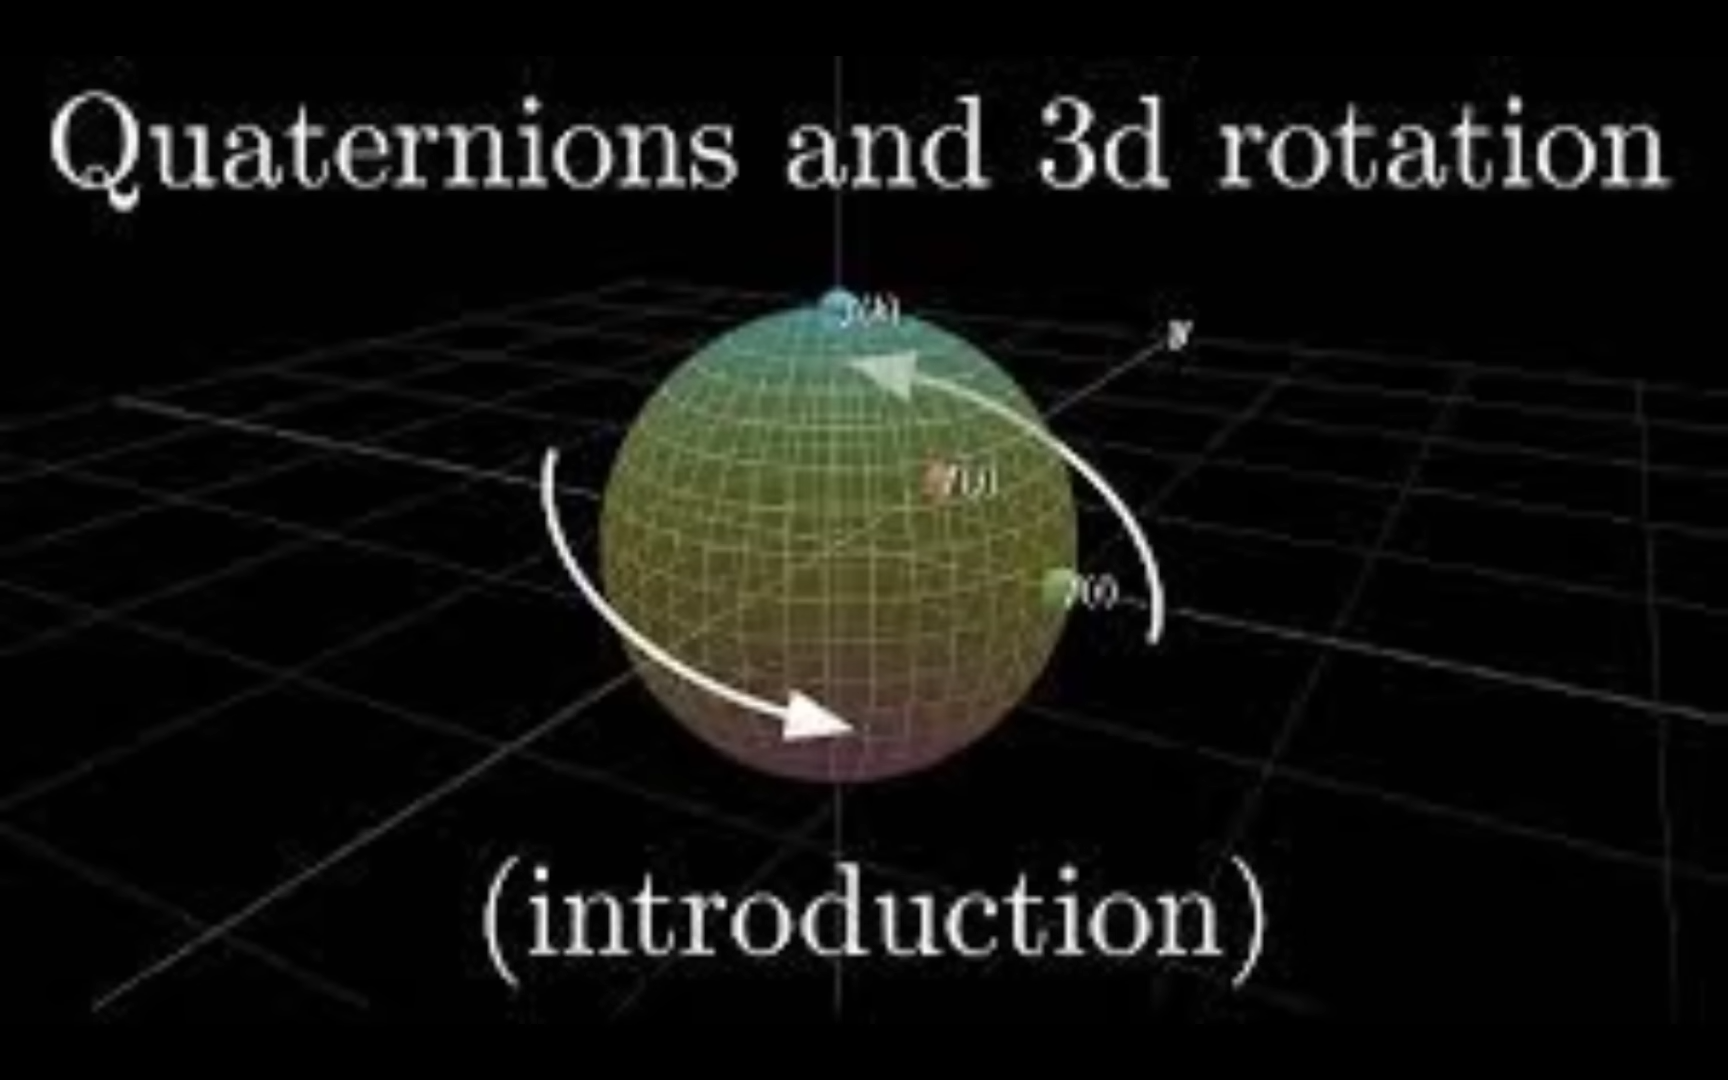 Quaternions and 3d rotation
(introduction)